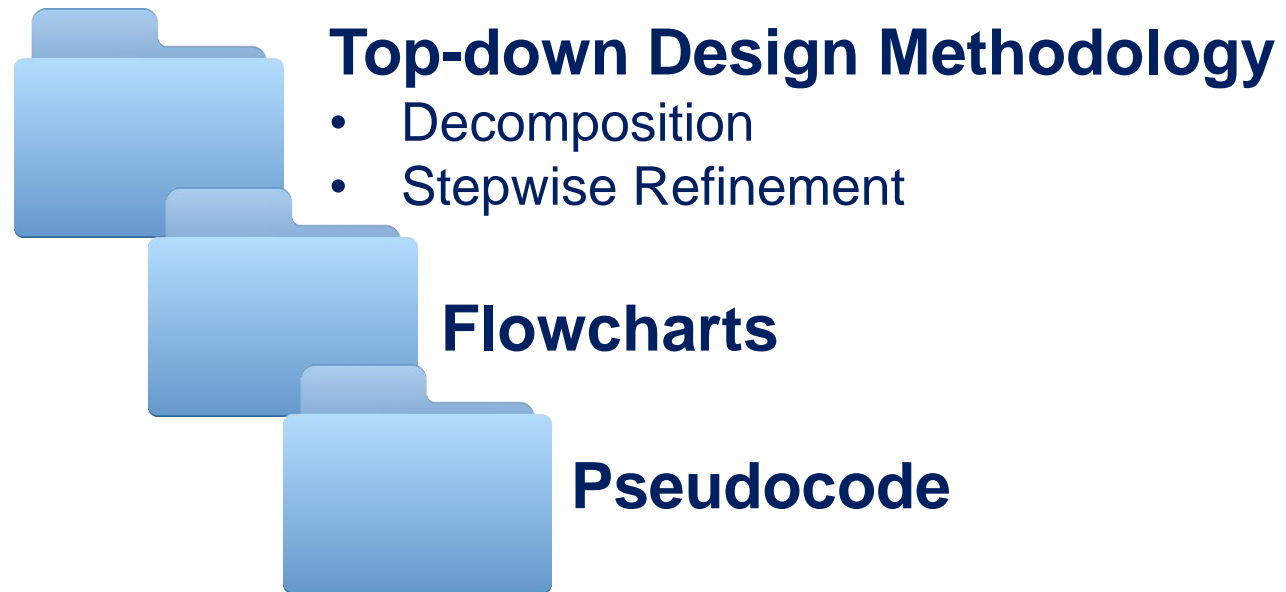 Top-down Design Methodology
• Decomposition
• Stepwise Refinement
Flowcharts
Pseudocode